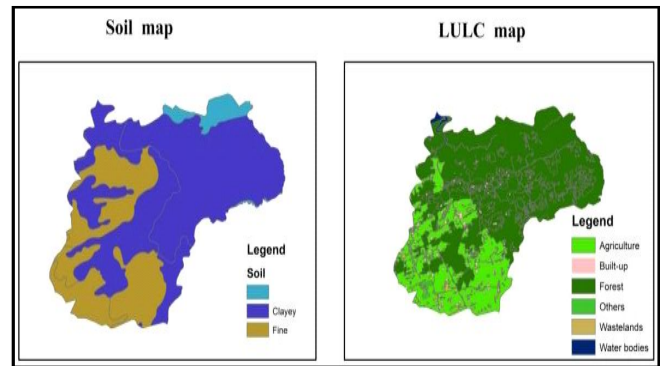 Soil map
LULC map
Legend
Soil
Clayey
Fine
Legend
Agriculture
Built-up
Forest
Others
Wastelands
Water bodies